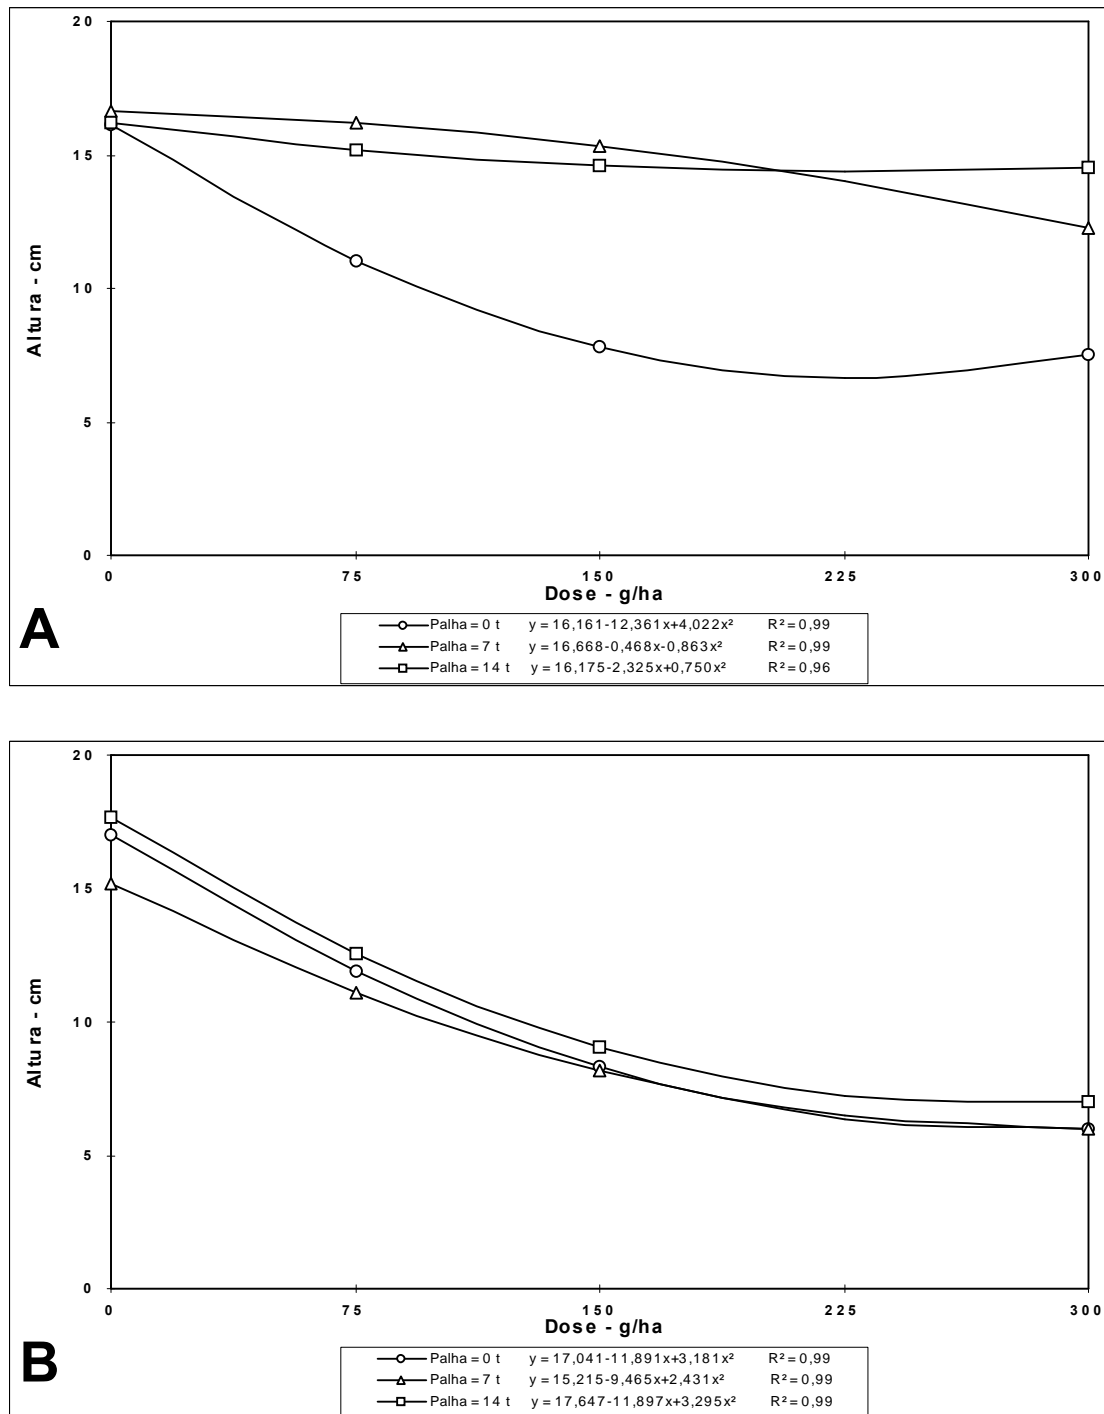 20
15
10
5
0
Altura - cm
0 75 150 225 300
Dose - g/ha
A
Palha = 0 t y = 16,161-12,361x+4,022x² R² = 0,99
Palha = 7 t y = 16,668-0,468x-0,863x² R² = 0,99
Palha = 14 t y = 16,175-2,325x+0,750x² R² = 0,96
20
15
10
5
0
Altura - cm
0 75 150 225 300
Dose - g/ha
B
Palha = 0 t y = 17,041-11,891x+3,181x² R² = 0,99
Palha = 7 t y = 15,215-9,465x+2,431x² R² = 0,99
Palha = 14 t y = 17,647-11,897x+3,295x² R² = 0,99